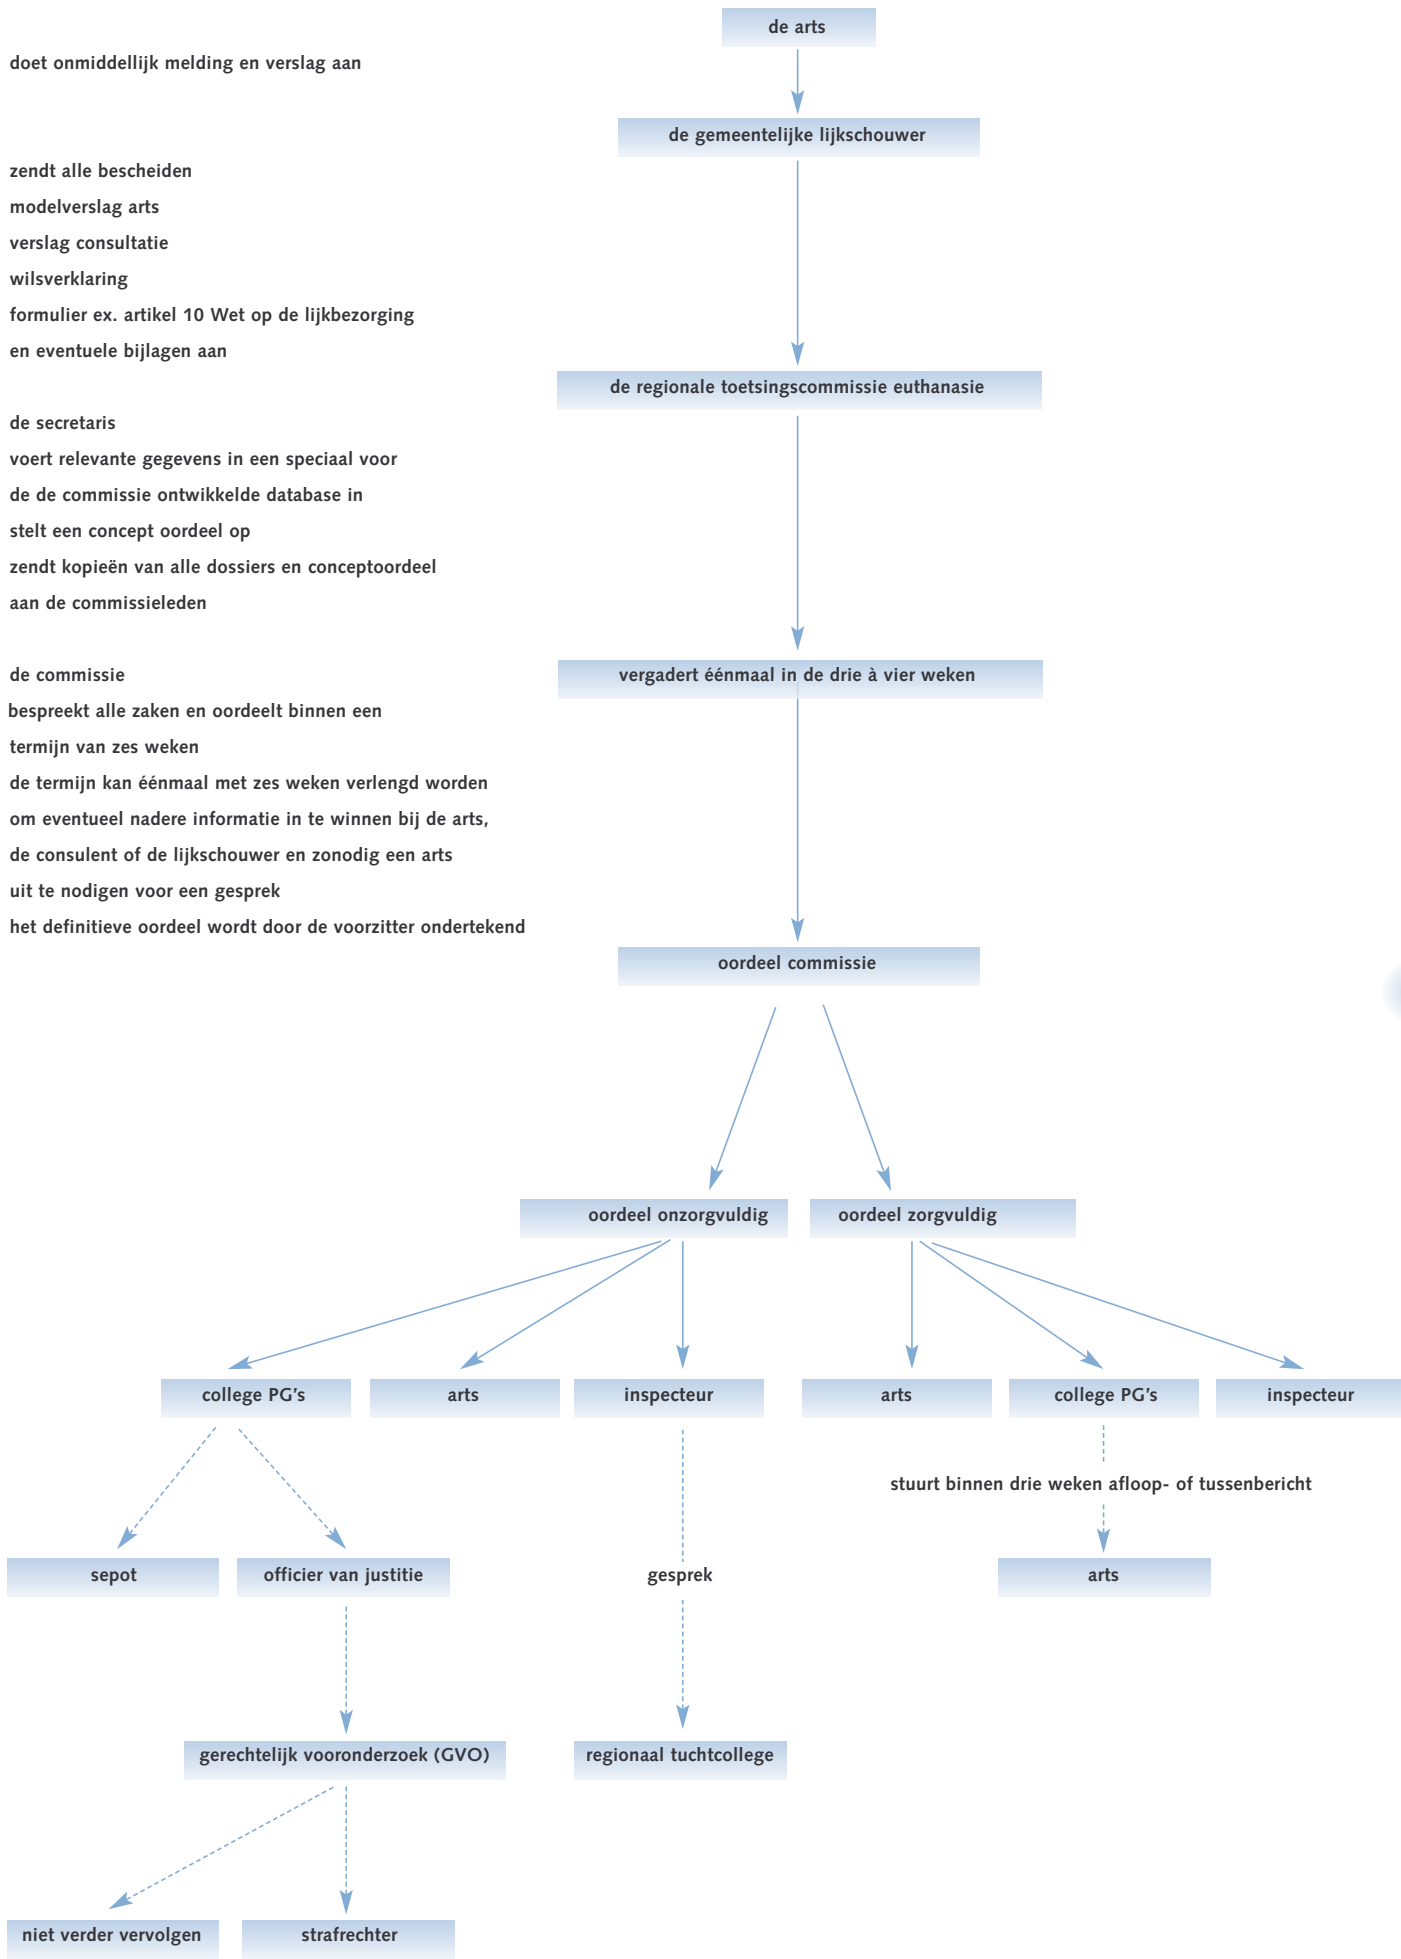 de arts
doet onmiddellijk melding en verslag aan
de gemeentelijke lijkschouwer
zendt alle bescheiden
modelverslag arts
verslag consultatie
wilsverklaring
formulier ex. artikel 10 Wet op de lijkbezorging
en eventuele bijlagen aan
de regionale toetsingscommissie euthanasie
de secretaris
voert relevante gegevens in een speciaal voor
de de commissie ontwikkelde database in
stelt een concept oordeel op
zendt kopieën van alle dossiers en conceptoordeel
aan de commissieleden
de commissie
vergadert éénmaal in de drie à vier weken
bespreekt alle zaken en oordeelt binnen een
termijn van zes weken
de termijn kan éénmaal met zes weken verlengd worden
om eventueel nadere informatie in te winnen bij de arts,
de consulent of de lijkschouwer en zonodig een arts
uit te nodigen voor een gesprek
het definitieve oordeel wordt door de voorzitter ondertekend
oordeel commissie
oordeel onzorgvuldig
oordeel zorgvuldig
college PG's
arts
inspecteur
arts
college PG's
inspecteur
stuurt binnen drie weken afloop- of tussenbericht
sepot
officier van justitie
gesprek
arts
gerechtelijk vooronderzoek (GVO)
regionaal tuchtcollege
niet verder vervolgen
strafrechter